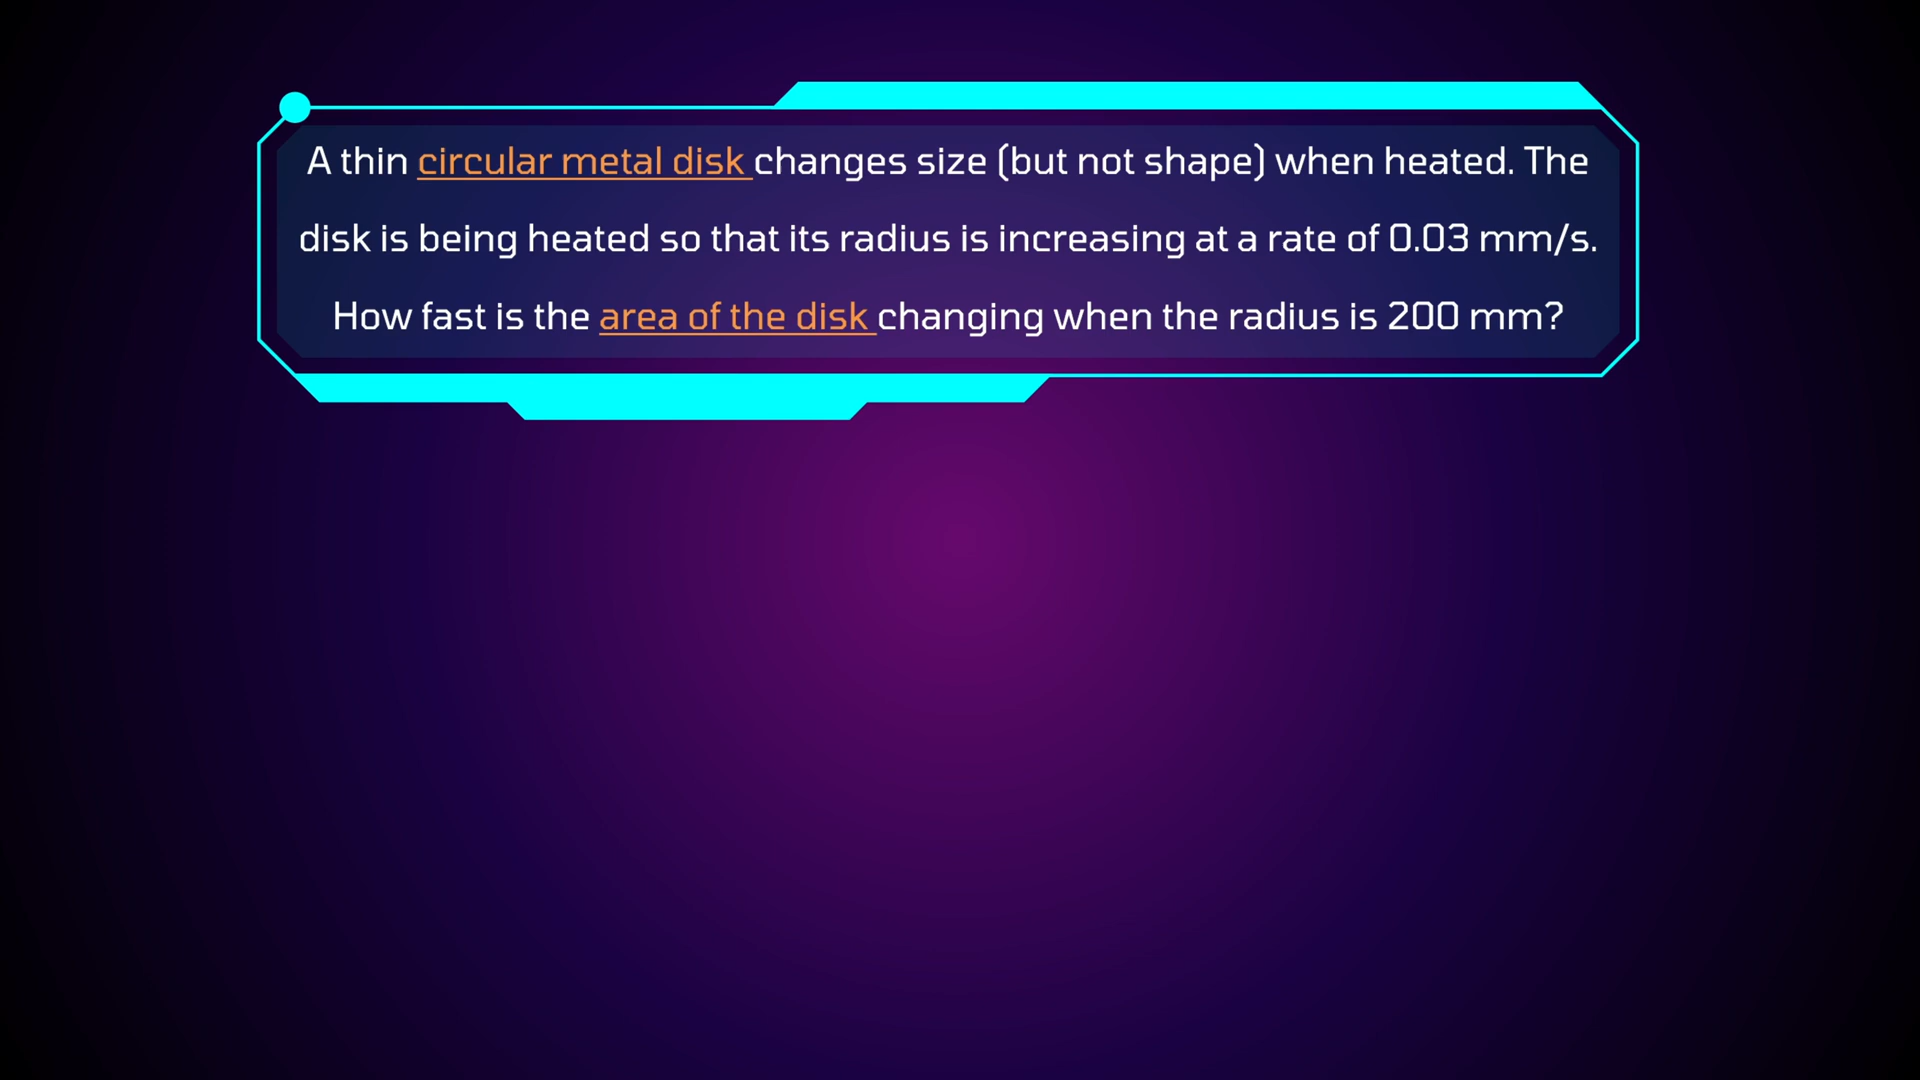 A thin circular metal disk changes size (but not shape) when heated. The
disk is being heated so that its radius is increasing at a rate of 0.03 mm/s.
How fast is the area of the disk changing when the radius is 200 mm?